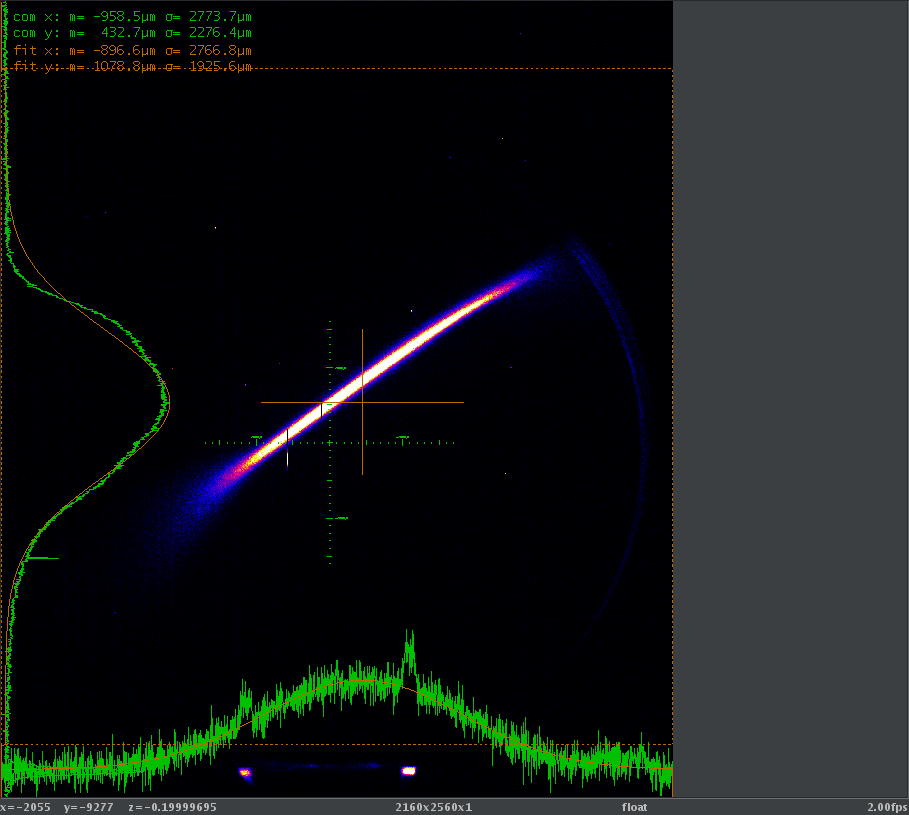 com x: m= -958.5µm σ= 2773.7µm
com y: m=  432.7µm σ= 2276.4µm
fit x: m= -896.6µm σ= 2766.8µm
fit y: m= 1078.8µm σ= 1925.6µm
x=-2055 y=-9277 z=-0.19999695 2160x2560x1 float 2.00fps